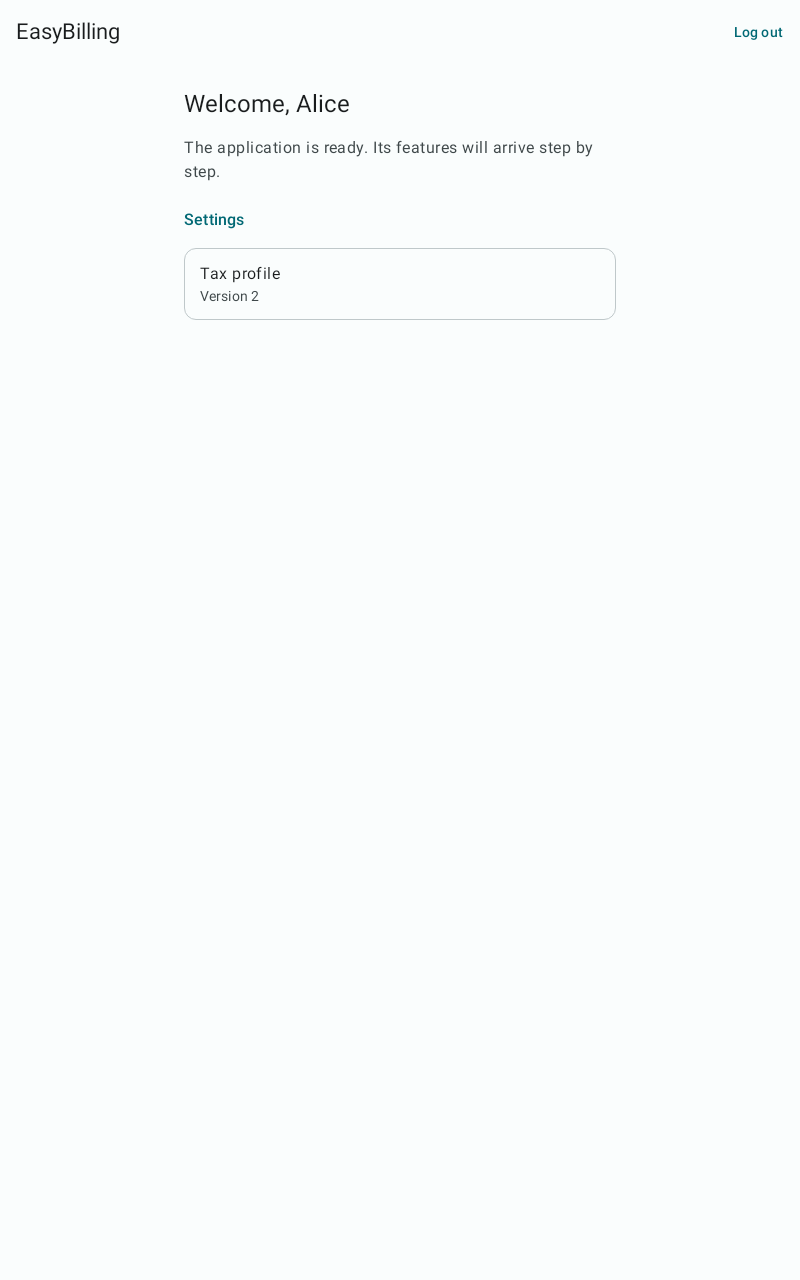 EasyBilling
Log out
Welcome, Alice
The application is ready. Its features will arrive step by
step.
Settings
Tax profile
Version 2